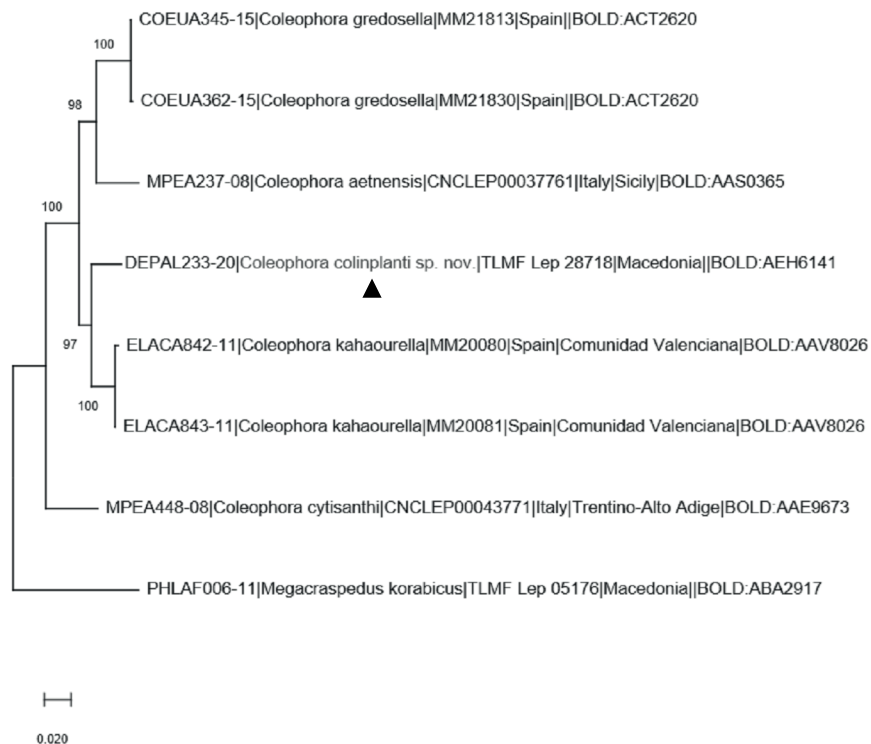 COEUA345-15|Coleophora gredosella|MM21813|Spain||BOLD:ACT2620
100
COEUA362-15|Coleophora gredosella|MM21830|Spain||BOLD:ACT2620
98
MPEA237-08|Coleophora aetnensis|CNCLEP00037761|Italy|Sicily|BOLD:AAS0365
100
DEPAL233-20|Coleophora colinplanti sp. nov.|TLMF Lep 28718|Macedonia||BOLD:AEH6141
97
ELACA842-11|Coleophora kahaourella|MM20080|Spain|Comunidad Valenciana|BOLD:AAV8026
100
ELACA843-11|Coleophora kahaourella|MM20081|Spain|Comunidad Valenciana|BOLD:AAV8026
MPEA448-08|Coleophora cytisanthi|CNCLEP00043771|Italy|Trentino-Alto Adige|BOLD:AAE9673
PHLAF006-11|Megacraspedus korabicus|TLMF Lep 05176|Macedonia||BOLD:ABA2917
0.020